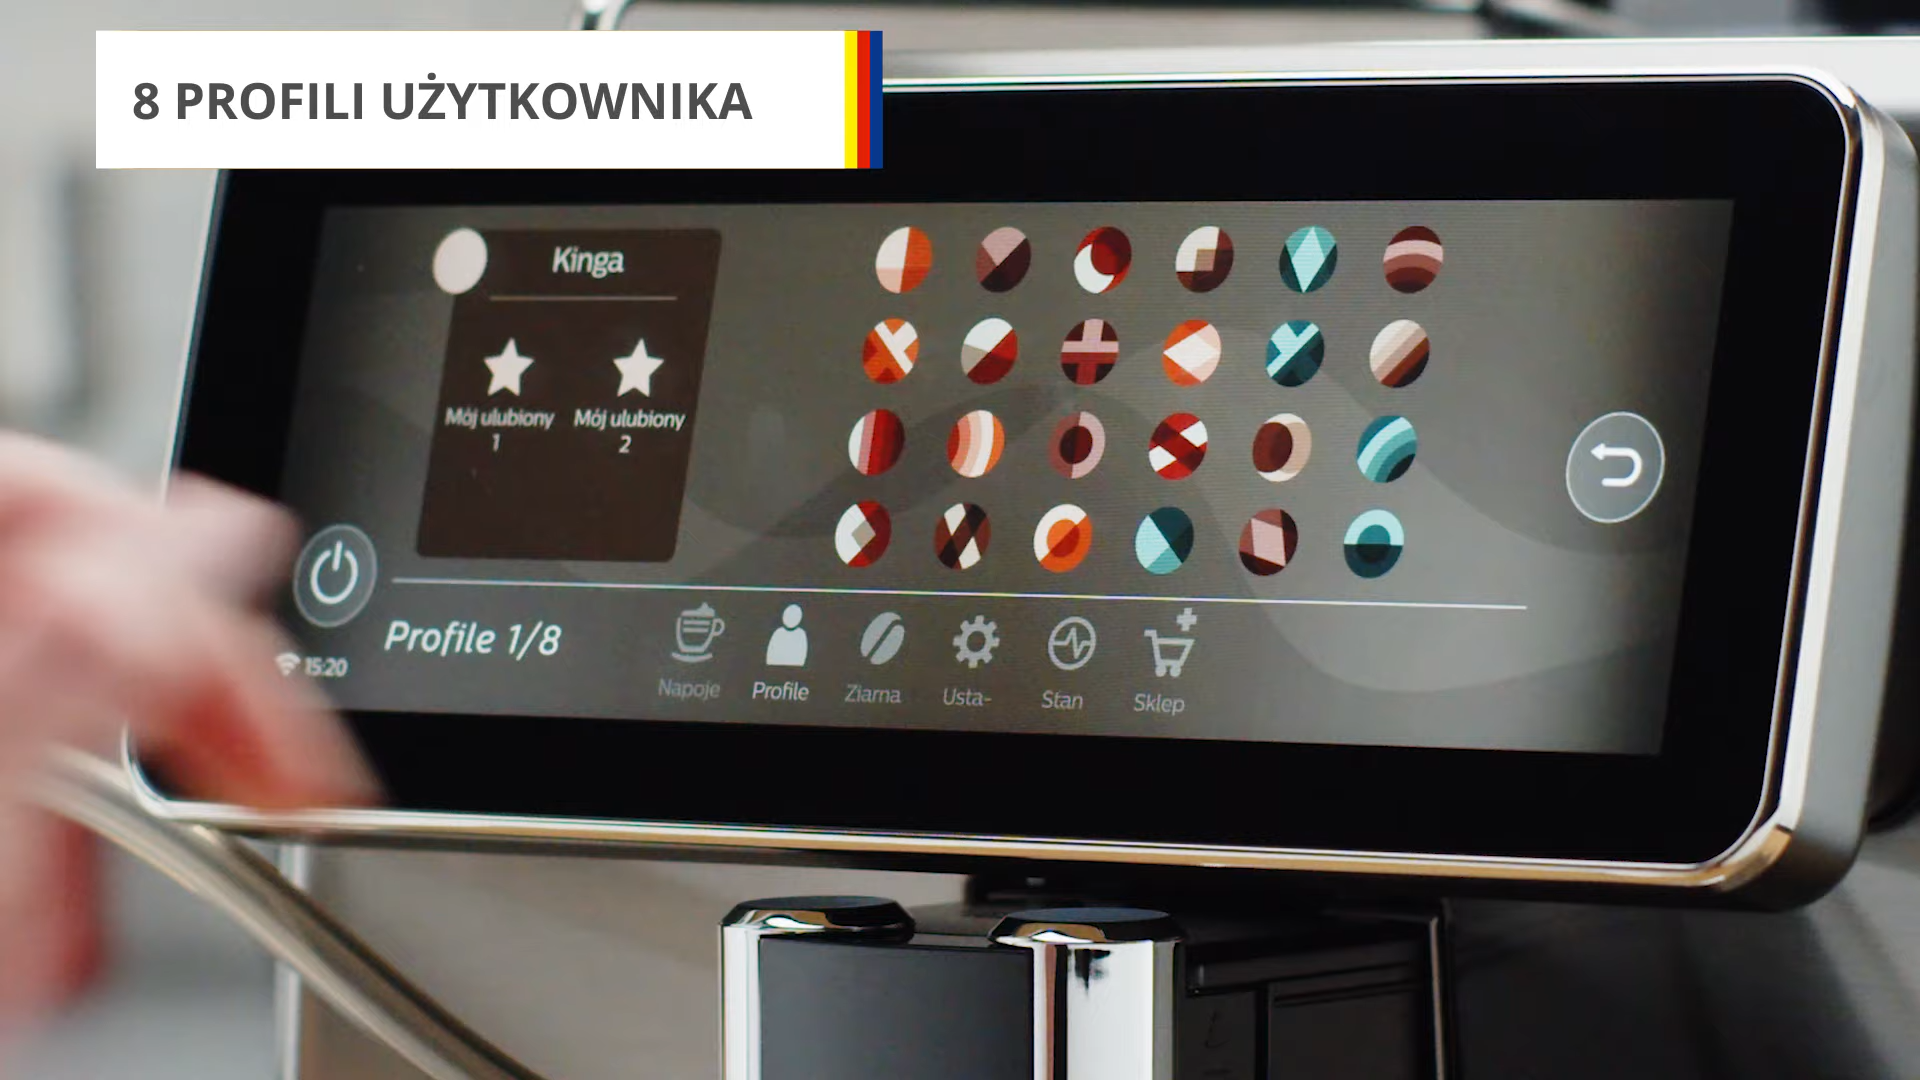 8 PROFILI UŻYTKOWNIKA
Kinga
Mój ulubiony
1
Mój ulubiony
2
Profile 1/8
15:20
Napoje
Profile
Ziarna
Usta-
Stan
Sklep